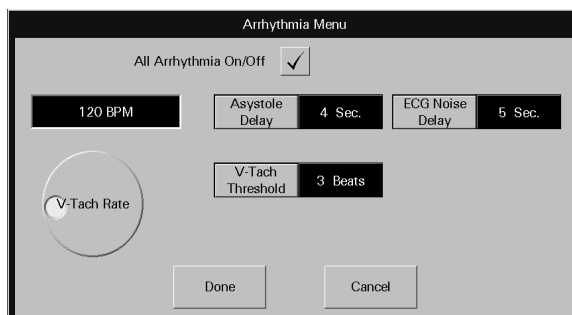 Arrhythmia Menu
All Arrhythmia On/Off
120 BPM
Asystole
Delay
4 Sec.
ECG Noise
Delay
5 Sec.
V-Tach Rate
V-Tach
Threshold
3 Beats
Done
Cancel